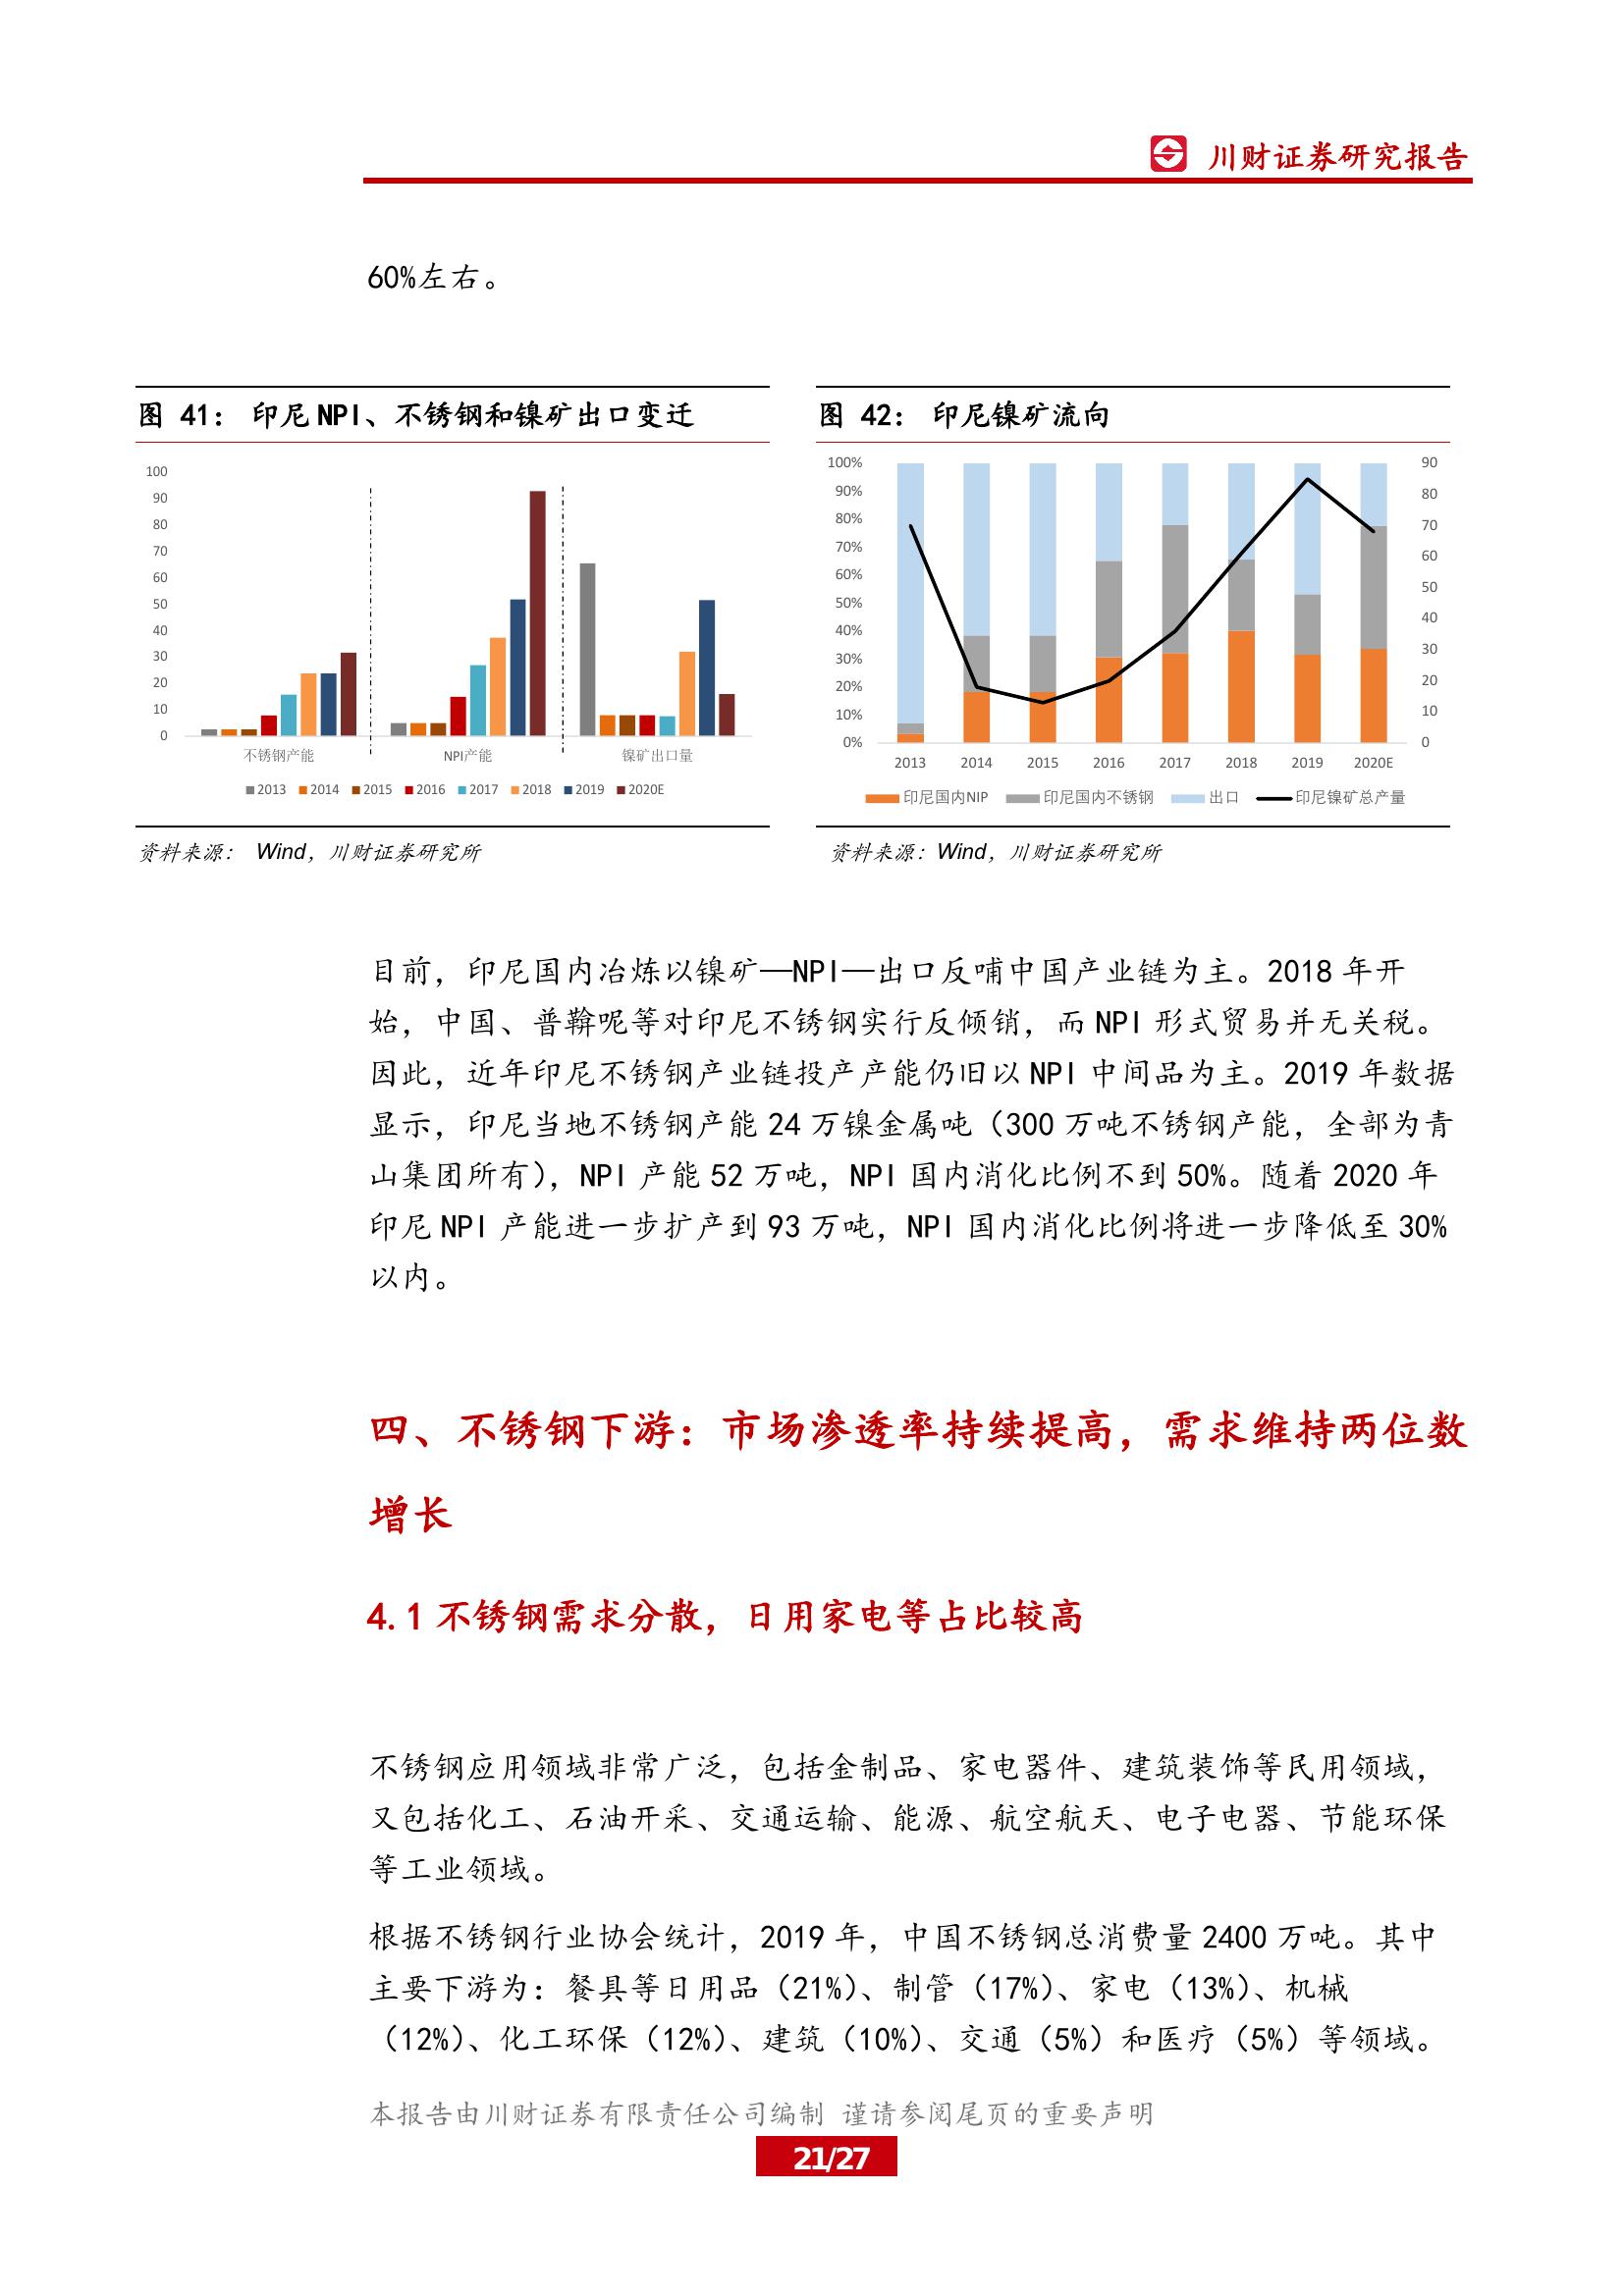 川财证券研究报告
60%左右。
图 41： 印尼 NPI、不锈钢和镍矿出口变迁
100
90
80
70
60
50
40
30
20
10
0
不锈钢产能 NPI产能 镍矿出口量
2013 2014 2015 2016 2017 2018 2019 2020E
资料来源： Wind，川财证券研究所
图 42： 印尼镍矿流向
100%
90%
80%
70%
60%
50%
40%
30%
20%
10%
0%
90
80
70
60
50
40
30
20
10
0
2013 2014 2015 2016 2017 2018 2019 2020E
印尼国内NIP 印尼国内不锈钢 出口 印尼镍矿总产量
资料来源：Wind，川财证券研究所
目前，印尼国内冶炼以镍矿—NPI—出口反哺中国产业链为主。2018 年开
始，中国、普鞥呢等对印尼不锈钢实行反倾销，而 NPI 形式贸易并无关税。
因此，近年印尼不锈钢产业链投产产能仍旧以 NPI 中间品为主。2019 年数据
显示，印尼当地不锈钢产能 24 万镍金属吨（300 万吨不锈钢产能，全部为青
山集团所有），NPI 产能 52 万吨，NPI 国内消化比例不到 50%。随着 2020 年
印尼 NPI 产能进一步扩产到 93 万吨，NPI 国内消化比例将进一步降低至 30%
以内。
四、不锈钢下游：市场渗透率持续提高，需求维持两位数
增长
4.1 不锈钢需求分散，日用家电等占比较高
不锈钢应用领域非常广泛，包括金制品、家电器件、建筑装饰等民用领域，
又包括化工、石油开采、交通运输、能源、航空航天、电子电器、节能环保
等工业领域。
根据不锈钢行业协会统计，2019 年，中国不锈钢总消费量 2400 万吨。其中
主要下游为：餐具等日用品（21%）、制管（17%）、家电（13%）、机械
（12%）、化工环保（12%）、建筑（10%）、交通（5%）和医疗（5%）等领域。
本报告由川财证券有限责任公司编制 谨请参阅尾页的重要声明
21/27